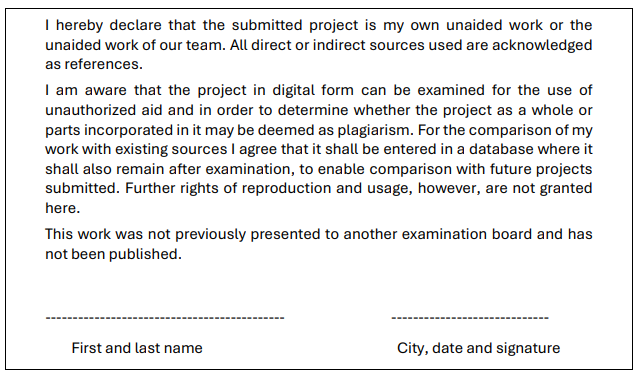 I hereby declare that the submitted project is my own unaided work or the
unaided work of our team. All direct or indirect sources used are acknowledged
as references.
I am aware that the project in digital form can be examined for the use of
unauthorized aid and in order to determine whether the project as a whole or
parts incorporated in it may be deemed as plagiarism. For the comparison of my
work with existing sources I agree that it shall be entered in a database where it
shall also remain after examination, to enable comparison with future projects
submitted. Further rights of reproduction and usage, however, are not granted
here.
This work was not previously presented to another examination board and has
not been published.
--------------------------------------------- ------------------------------
First and last name City, date and signature